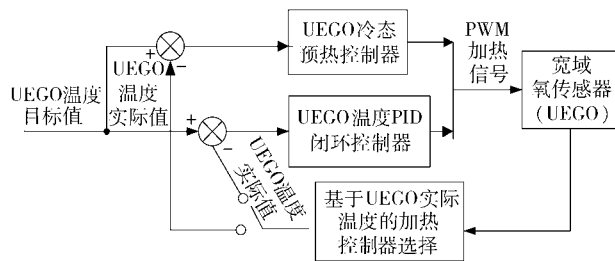 UEGO冷态
预热控制器
PWM
加热
信号
宽域
氧传感器
(UEGO)
+
−
UEGO
温度
实际值
UEGO温度
目标值
+
−
UEGO温度PID
闭环控制器
UEGO温度
实际值
基于UEGO实际
温度的加热
控制器选择